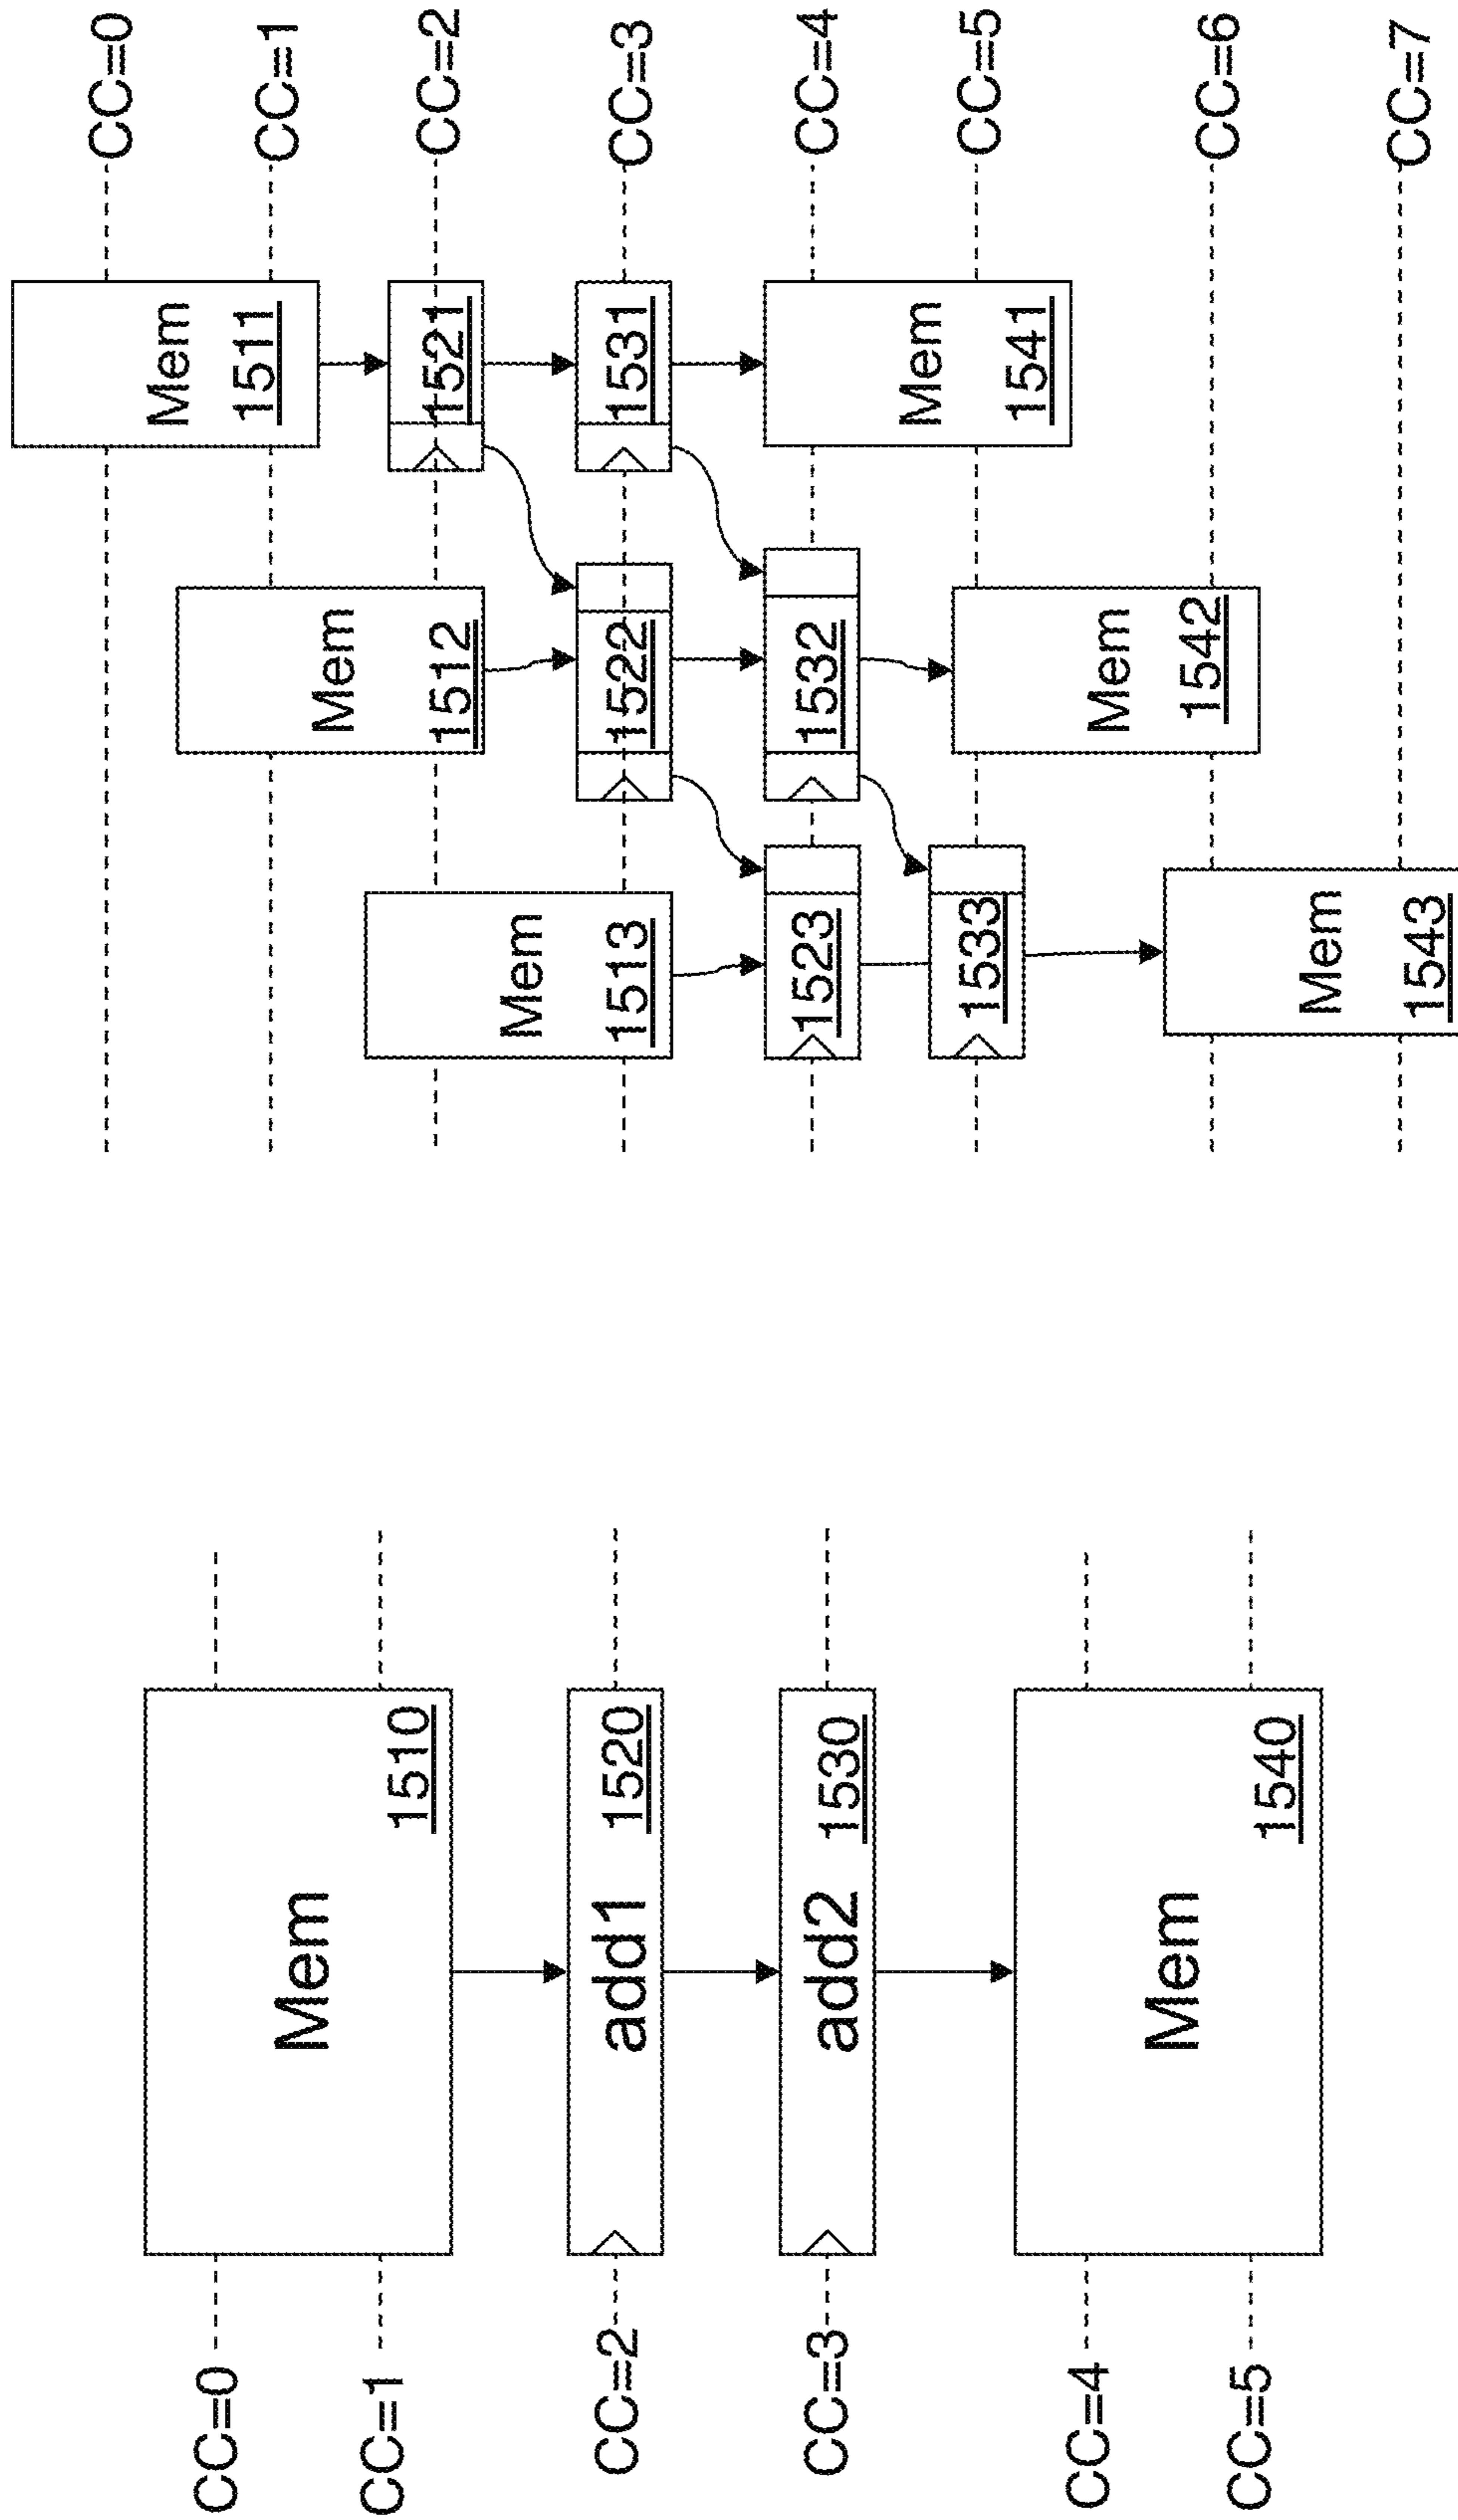 CC=0
CC=1
CC=2
CC=3
CC=4
CC=5
CC=6
CC=7
Mem
1511
1521
1531
Mem
1541
Mem
1512
1522
1532
Mem
1542
Mem
1513
1523
1533
Mem
1543
Mem
1510
add1 1520
add2 1530
Mem
1540
CC=0
CC=1
CC=2
CC=3
CC=4
CC=5